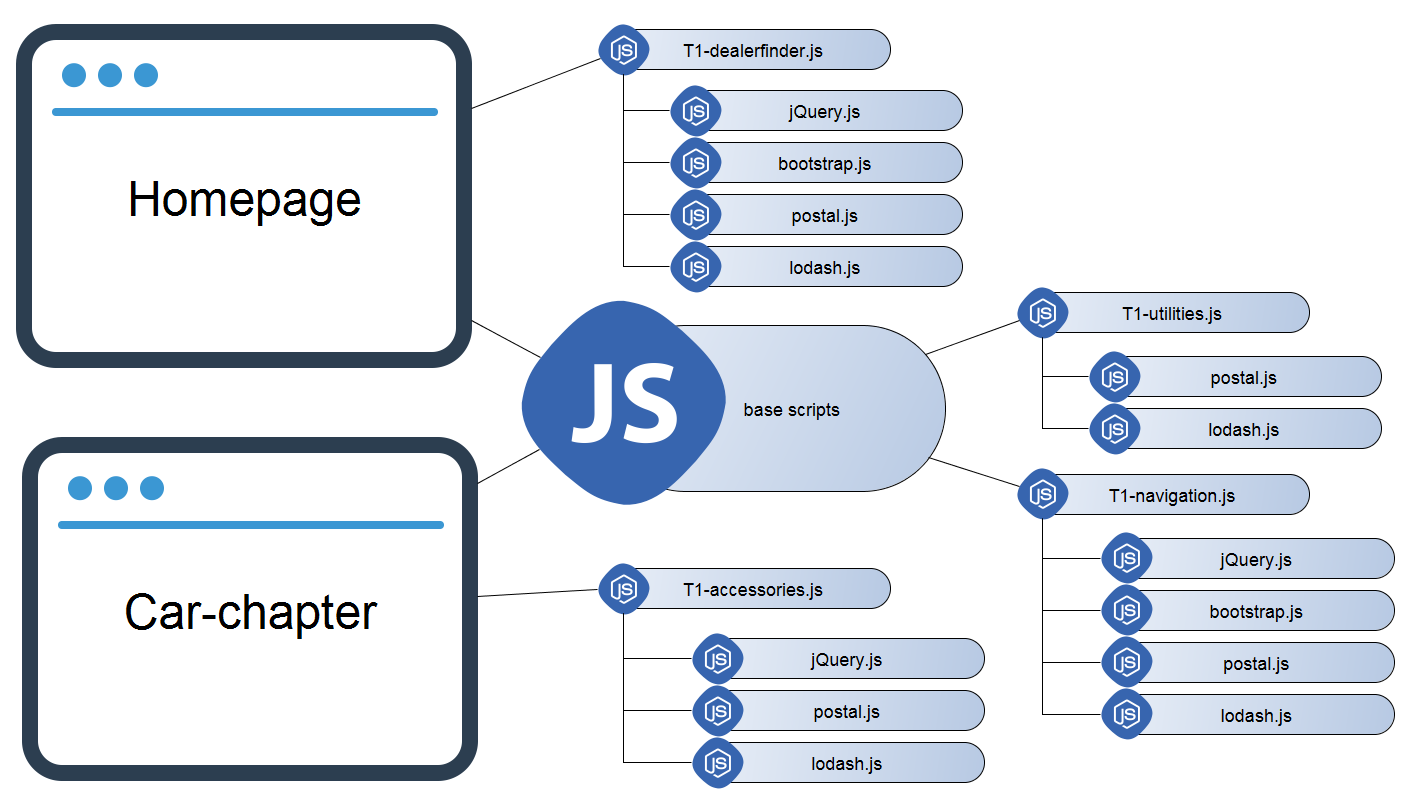 Homepage
T1-dealerfinder.js
JS
jQuery.js
JS
bootstrap.js
JS
postal.js
JS
lodash.js
JS
JS
base scripts
T1-utilities.js
JS
postal.js
JS
lodash.js
JS
T1-navigation.js
JS
jQuery.js
JS
bootstrap.js
JS
postal.js
JS
lodash.js
JS
Car-chapter
T1-accessories.js
JS
jQuery.js
JS
postal.js
JS
lodash.js
JS